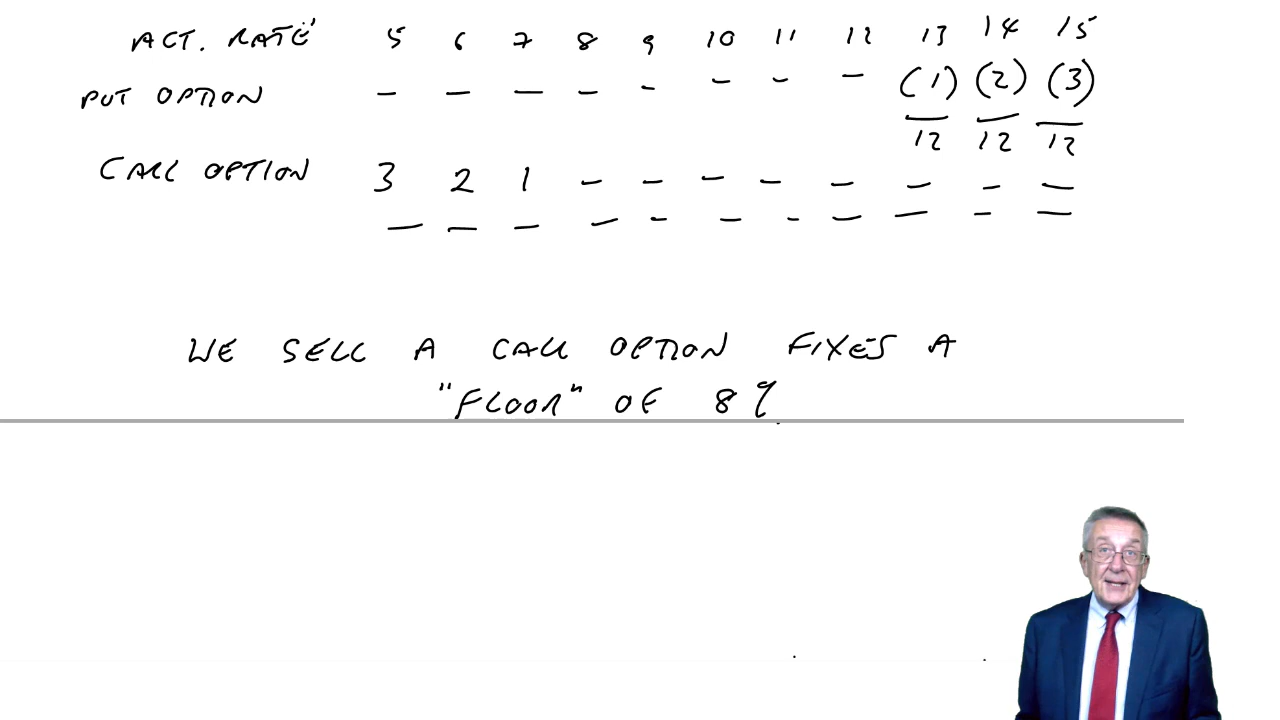 ACT. RATE 5 6 7 8 9 10 11 12 13 14 15
PUT OPTION - - - - - - - - (1) (2) (3)
12 12 12
CALL OPTION 3 2 1 - - - - - - - -
WE SELL A CALL OPTION FIXES A
"FLOOR" OF 8%